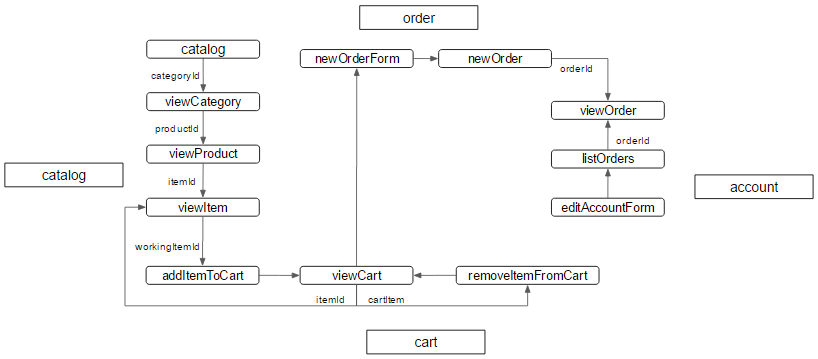 order
catalog
newOrderForm
newOrder
categoryId
orderId
viewCategory
viewOrder
productId
orderId
viewProduct
listOrders
catalog
itemId
account
viewItem
editAccountForm
workingItemId
addItemToCart
viewCart
removeItemFromCart
itemId
cartItem
cart